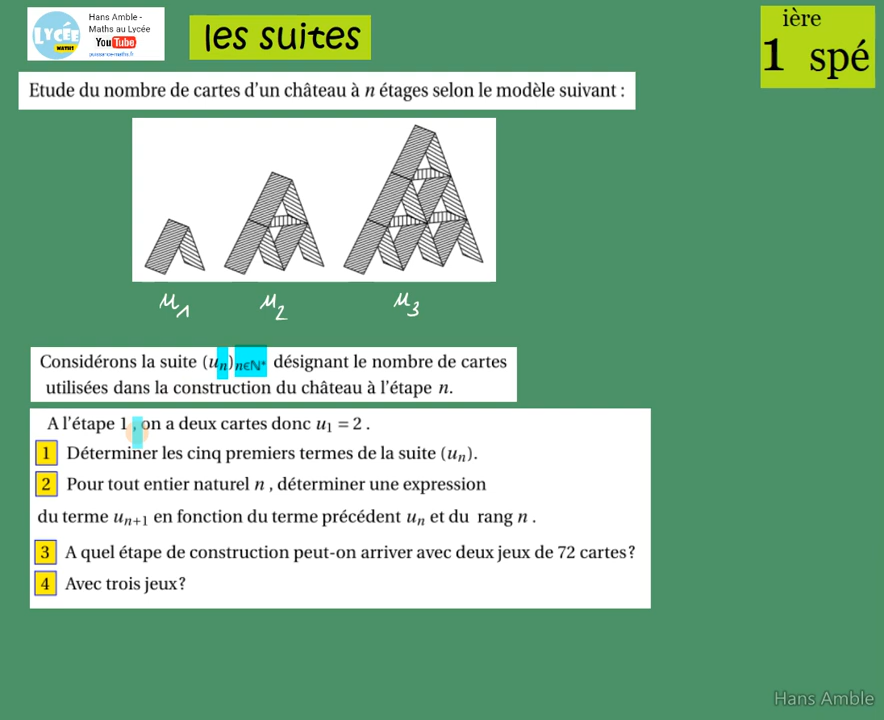 Hans Amble -
Maths au Lycée
LYCÉE
MATHS
YouTube
puissance-maths.fr
les suites
1 ière spé
Etude du nombre de cartes d'un château à n étages selon le modèle suivant :
u₁ u₂ u₃
Considérons la suite (uₙ)n∈ℕ* désignant le nombre de cartes
utilisées dans la construction du château à l'étape n.
A l'étape 1 , on a deux cartes donc u₁ = 2 .
1 Déterminer les cinq premiers termes de la suite (uₙ).
2 Pour tout entier naturel n , déterminer une expression
du terme uₙ₊₁ en fonction du terme précédent uₙ et du rang n .
3 A quel étape de construction peut-on arriver avec deux jeux de 72 cartes?
4 Avec trois jeux?
Hans Amble